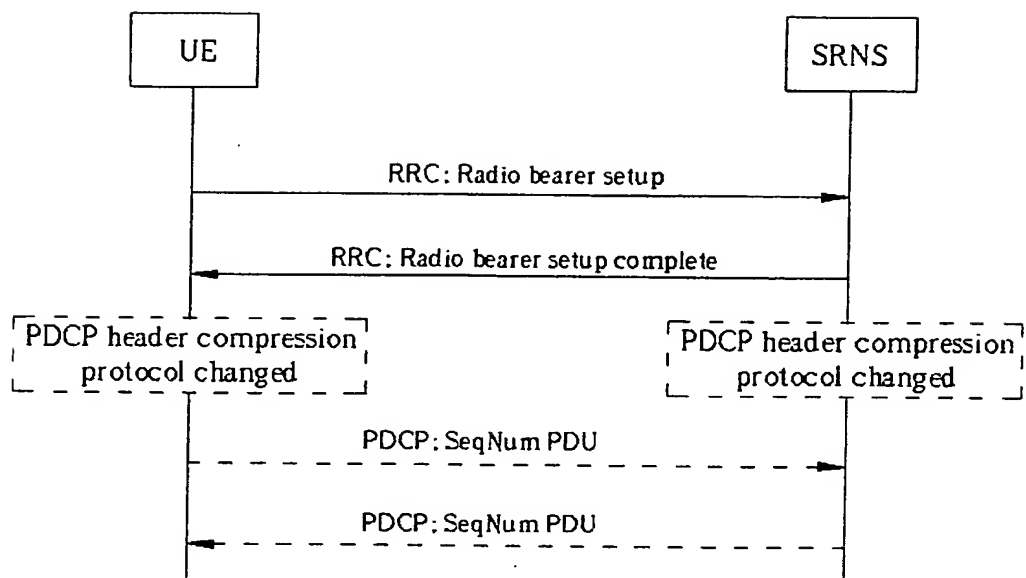 UE
SRNS
RRC: Radio bearer setup
RRC: Radio bearer setup complete
PDCP header compression
protocol changed
PDCP header compression
protocol changed
PDCP: SeqNum PDU
PDCP: SeqNum PDU